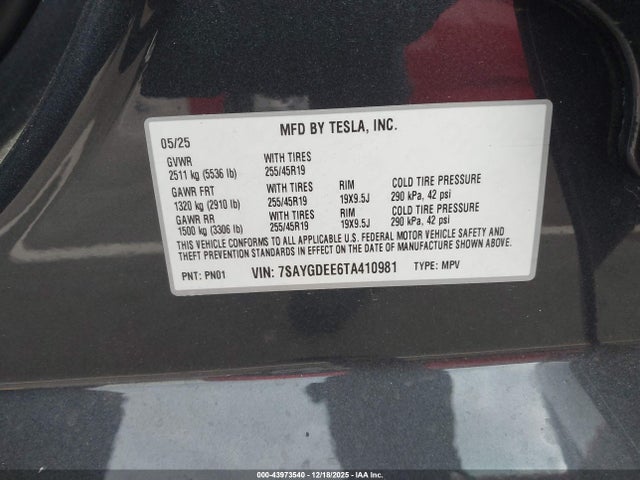 MFD BY TESLA, INC.
05/25
GVWR WITH TIRES
2511 kg (5536 lb) 255/45R19
GAWR FRT WITH TIRES RIM COLD TIRE PRESSURE
1320 kg (2910 lb) 255/45R19 19X9.5J 290 kPa, 42 psi
GAWR RR WITH TIRES RIM COLD TIRE PRESSURE
1500 kg (3306 lb) 255/45R19 19X9.5J 290 kPa, 42 psi
THIS VEHICLE CONFORMS TO ALL APPLICABLE U.S. FEDERAL MOTOR VEHICLE SAFETY AND
THEFT PREVENTION STANDARDS IN EFFECT ON THE DATE OF MANUFACTURE SHOWN ABOVE.
PNT: PN01 VIN: 7SAYGDEE6TA410981 TYPE: MPV
000-43973540 - 12/18/2025 - IAAI Inc.